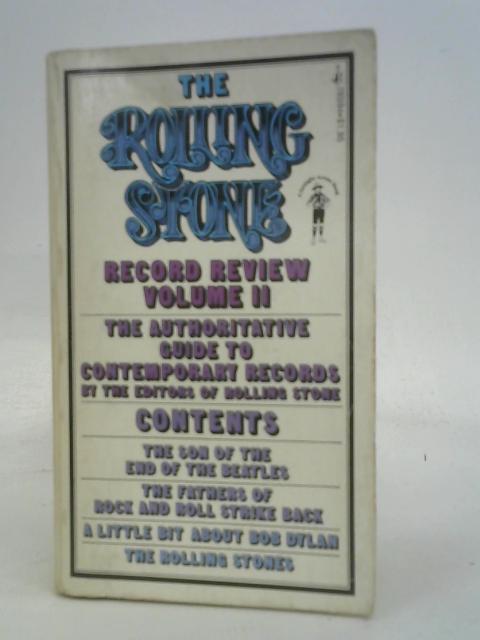 THE
ROLLING
STONE
RECORD REVIEW
VOLUME II
THE AUTHORITATIVE
GUIDE TO
CONTEMPORARY RECORDS
BY THE EDITORS OF ROLLING STONE
CONTENTS
THE SON OF THE
END OF THE BEATLES
THE FATHERS OF
ROCK AND ROLL STRIKE BACK
A LITTLE BIT ABOUT BOB DYLAN
THE ROLLING STONES